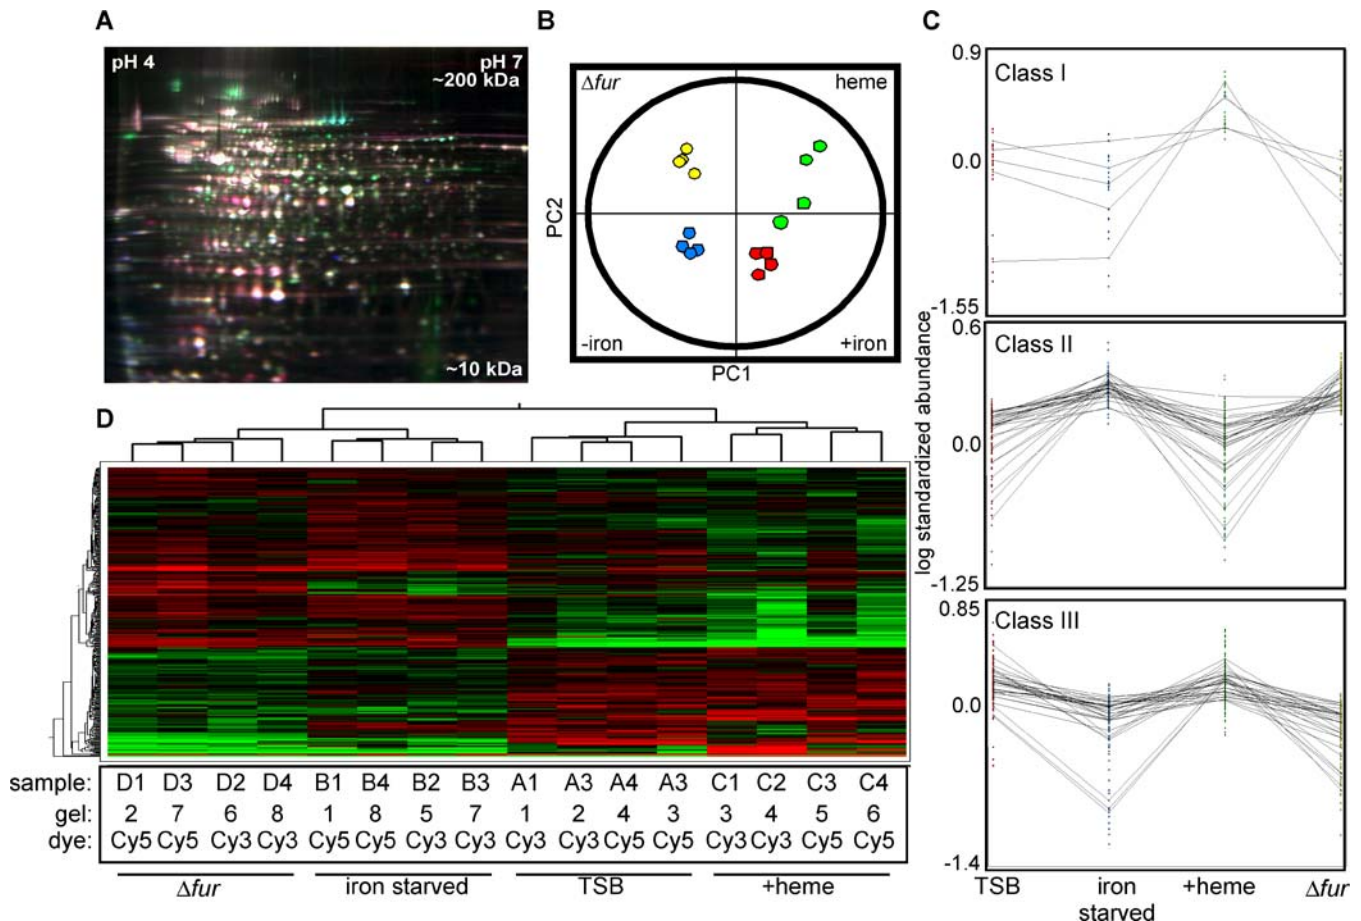 A
pH 4
pH 7
~200 kDa
~10 kDa
B
Δfur
heme
-iron
+iron
PC2
PC1
C
0.9
Class I
0.0
-1.55
0.6
Class II
0.0
-1.25
0.85
Class III
0.0
-1.4
log standardized abundance
TSB
iron starved
+heme
Δfur
D
sample: D1 D3 D2 D4 B1 B4 B2 B3 A1 A3 A4 A3 C1 C2 C3 C4
gel: 2 7 6 8 1 8 5 7 1 2 4 3 3 4 5 6
dye: Cy5 Cy5 Cy3 Cy3 Cy5 Cy5 Cy3 Cy3 Cy3 Cy3 Cy5 Cy5 Cy3 Cy3 Cy5 Cy5
Δfur
iron starved
TSB
+heme